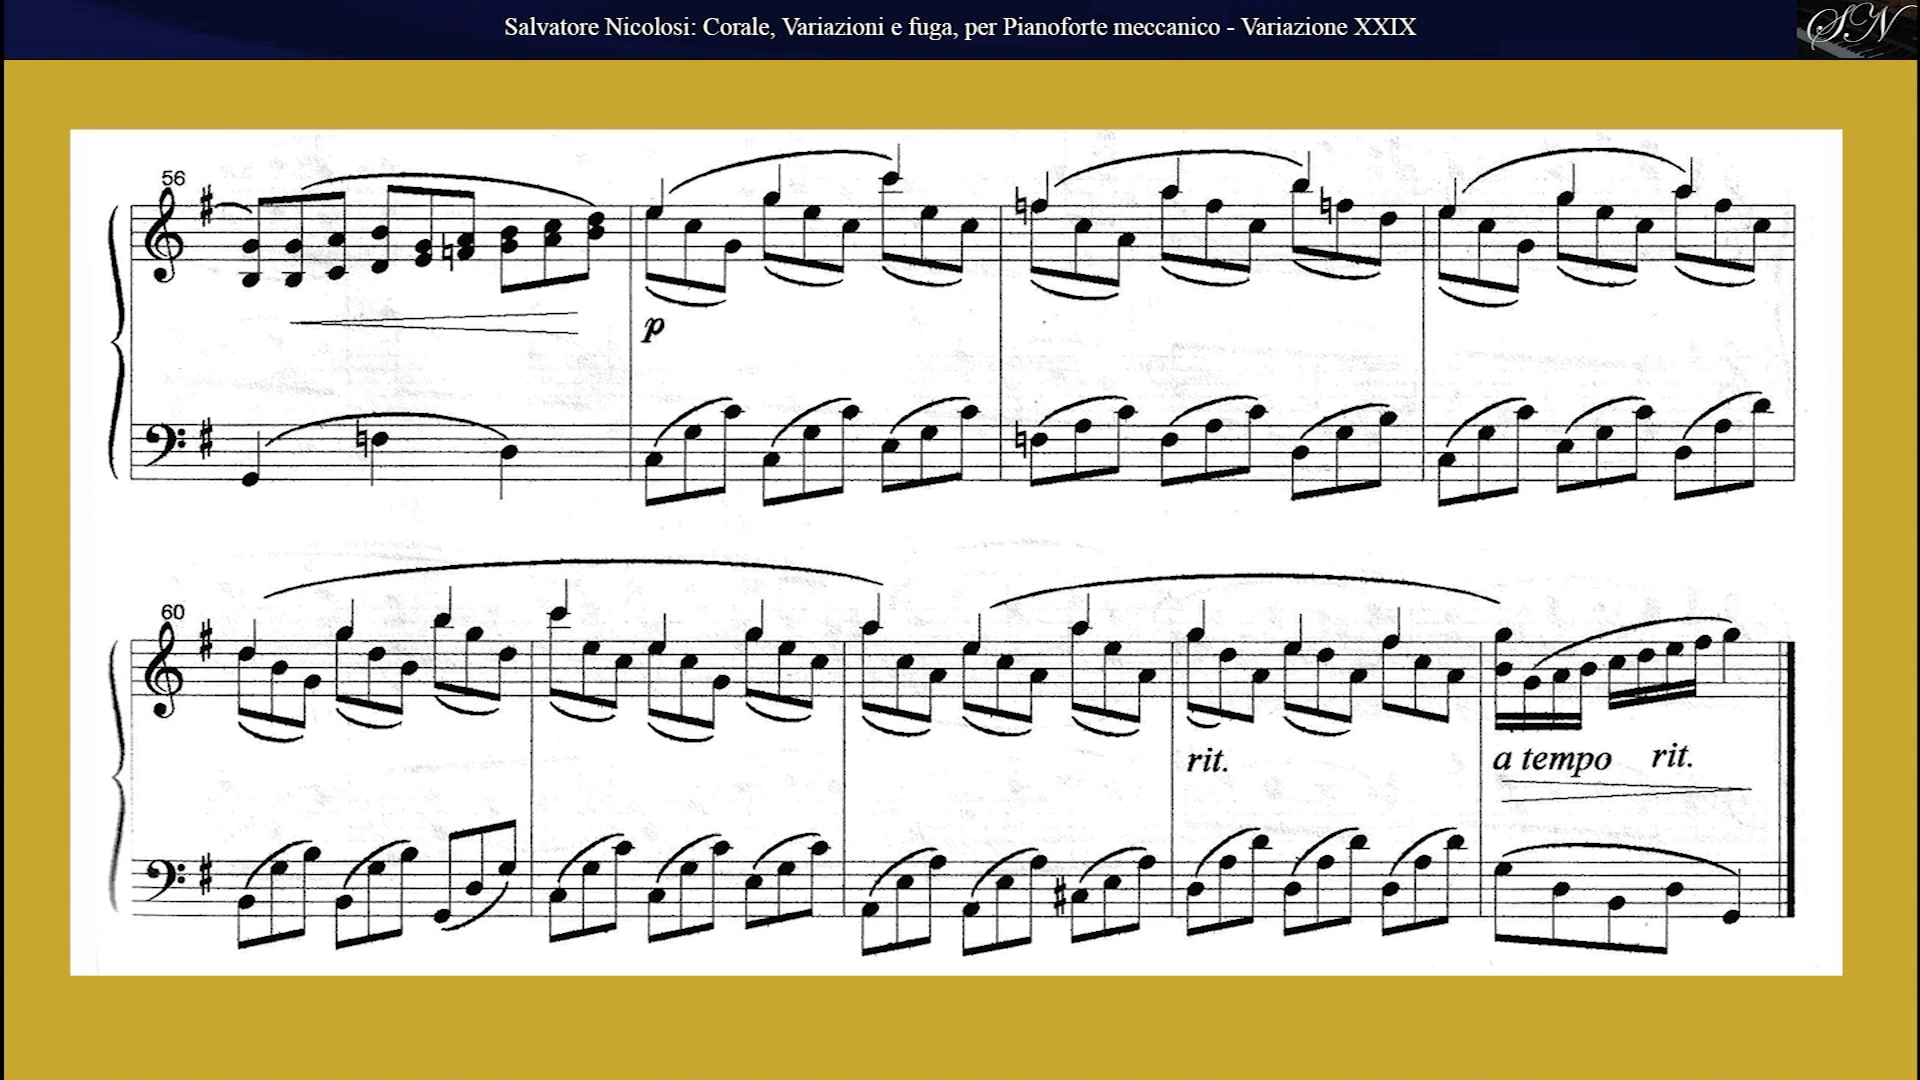 Salvatore Nicolosi: Corale, Variazioni e fuga, per Pianoforte meccanico - Variazione XXIX
SN
56
p
60
rit.
a tempo rit.